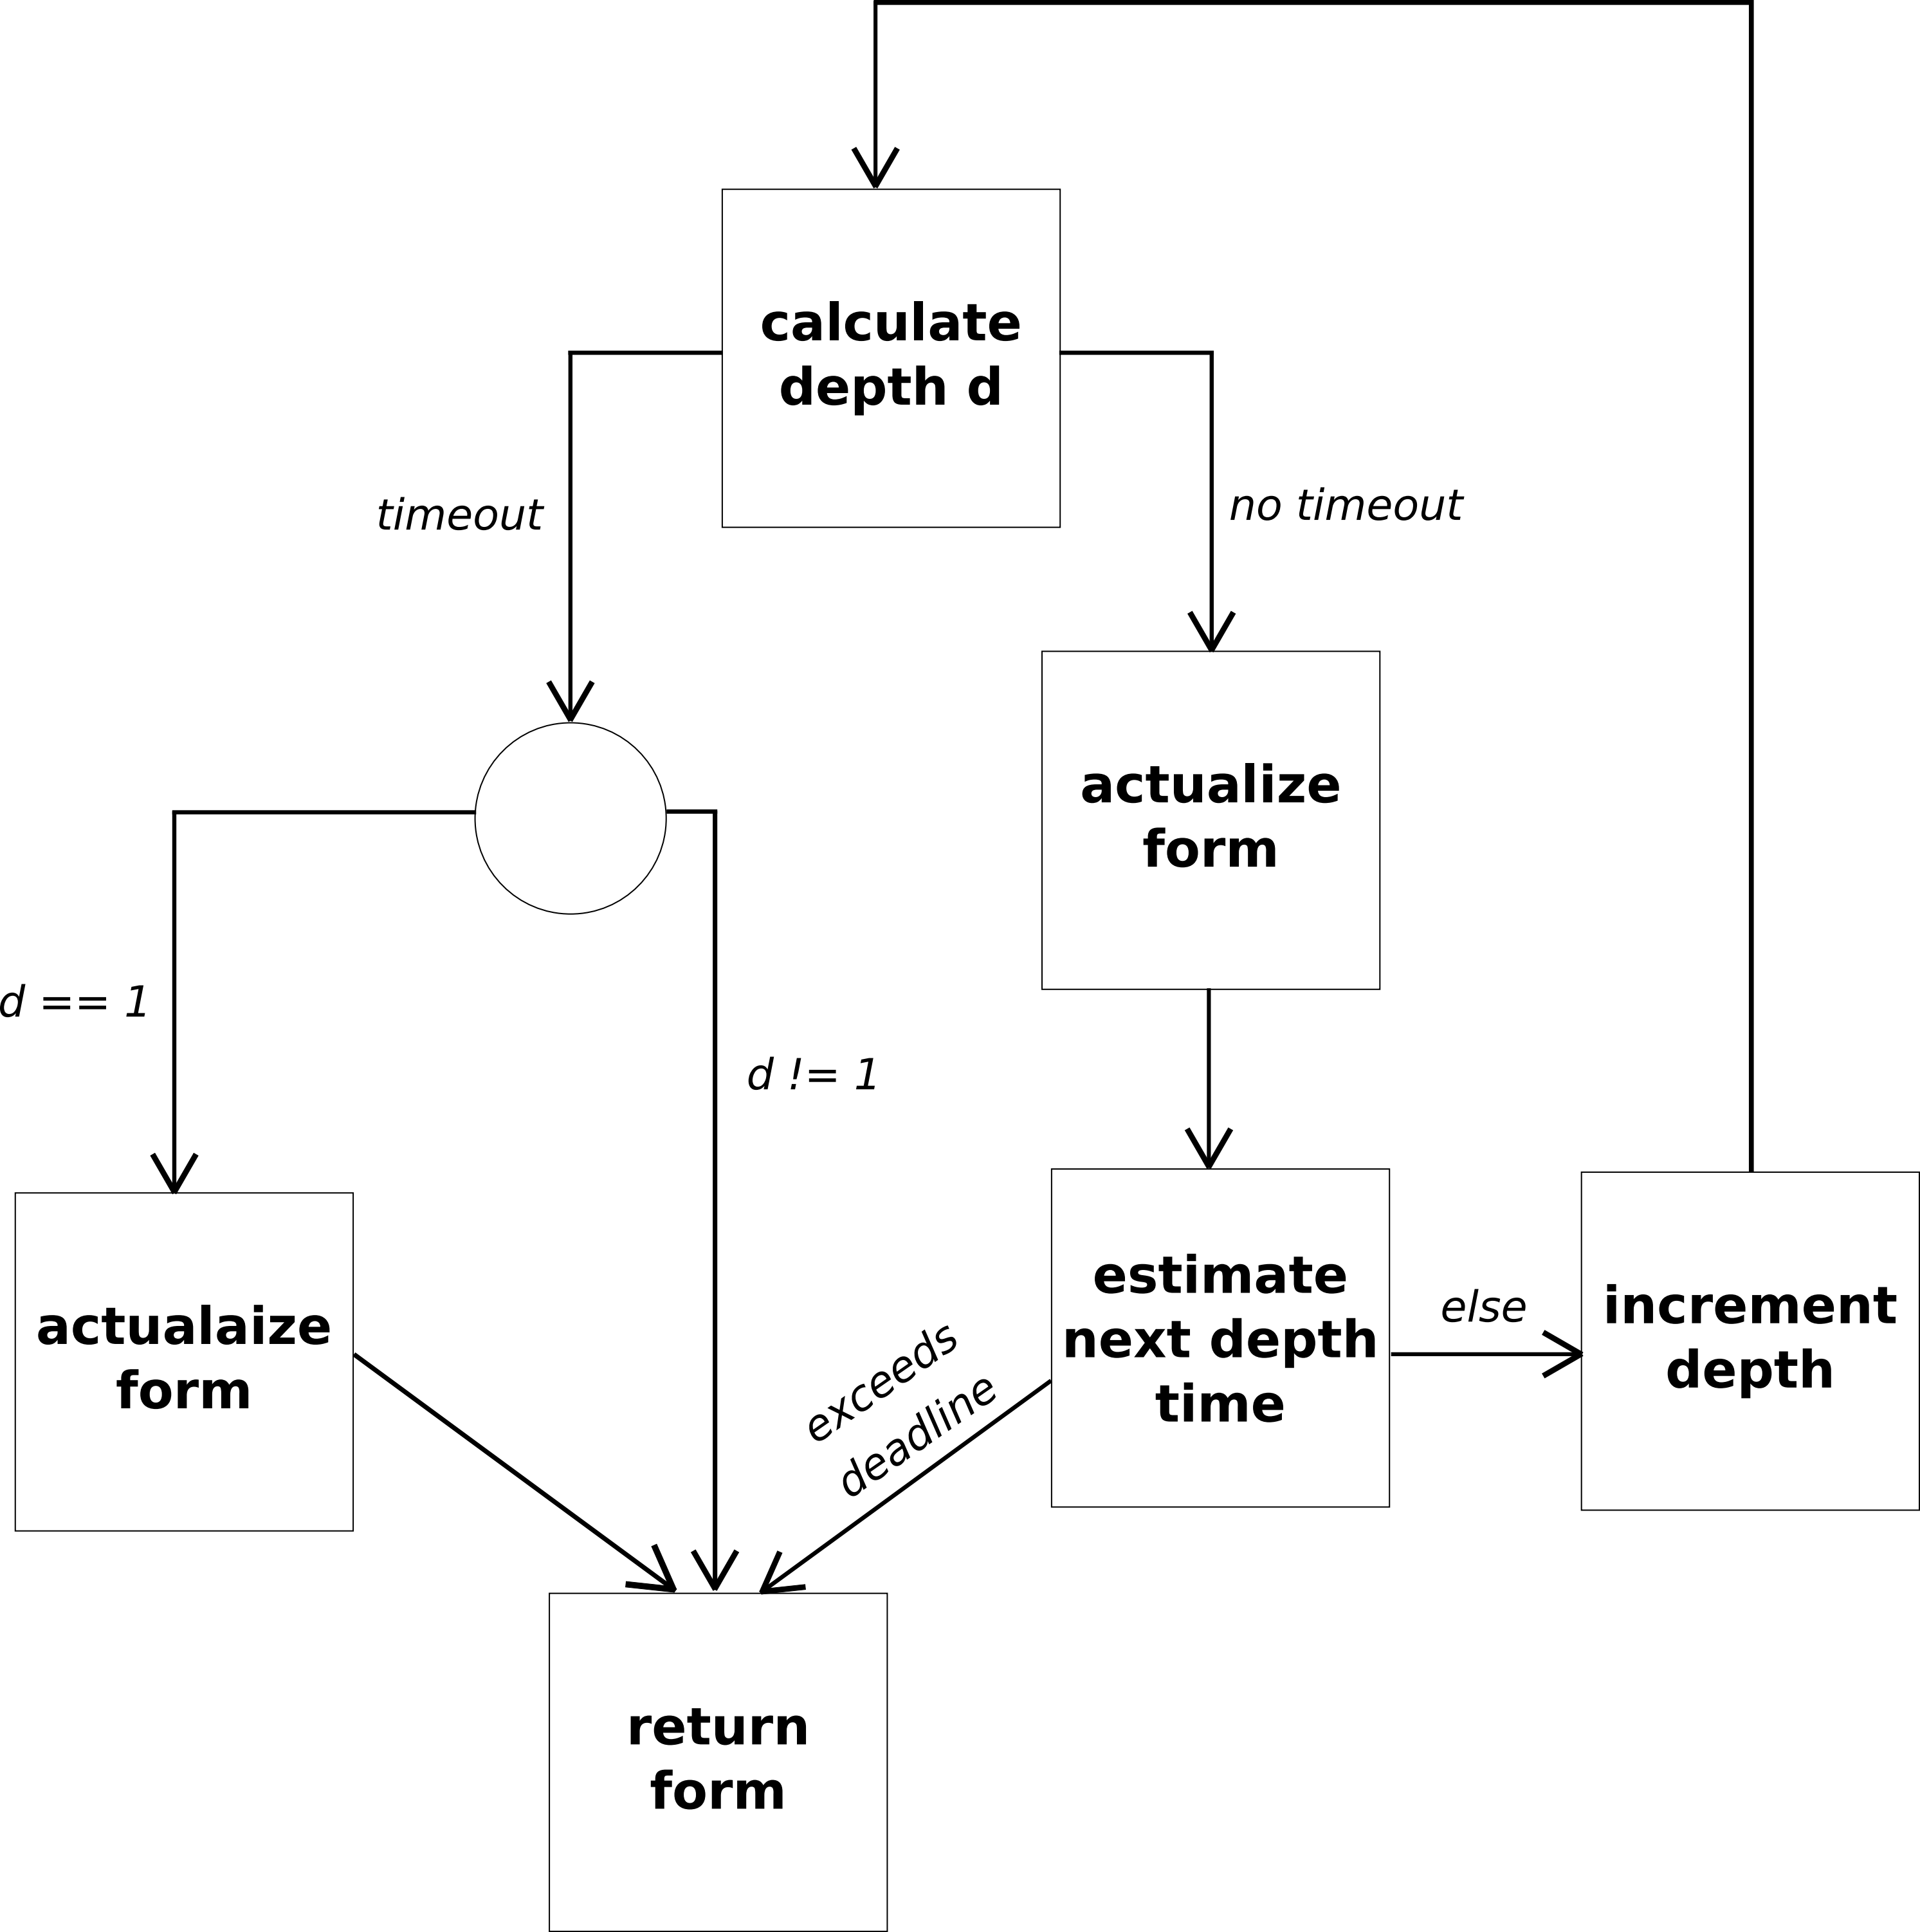 calculate
depth d
timeout
no timeout
actualize
form
d == 1
d != 1
actualaize
form
exceeds
deadline
estimate
next depth
time
else
increment
depth
return
form